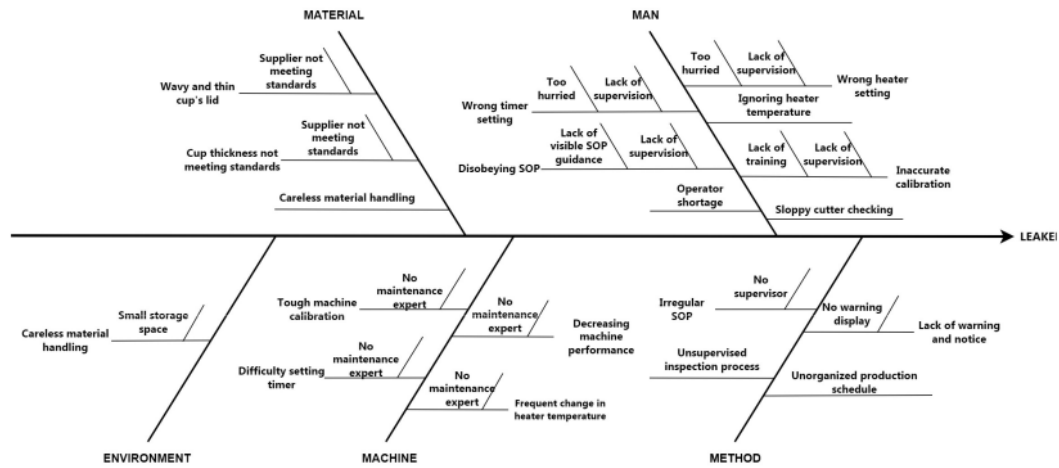 MATERIAL
MAN
Supplier not
meeting
standards
Wavy and thin
cup's lid
Supplier not
meeting
standards
Cup thickness not
meeting standards
Careless material handling
Too
hurried
Lack of
supervision
Wrong timer
setting
Lack of
visible SOP
guidance
Lack of
supervision
Disobeying SOP
Operator
shortage
Too
hurried
Lack of
supervision
Wrong heater
setting
Ignoring heater
temperature
Lack of
training
Lack of
supervision
Inaccurate
calibration
Sloppy cutter checking
LEAKER
Small storage
space
Careless material
handling
No
maintenance
expert
Tough machine
calibration
No
maintenance
expert
Decreasing
machine
performance
No
maintenance
expert
Difficulty setting
timer
No
maintenance
expert
Frequent change in
heater temperature
No
supervisor
Irregular
SOP
No warning
display
Lack of warning
and notice
Unsupervised
inspection process
Unorganized production
schedule
ENVIRONMENT
MACHINE
METHOD